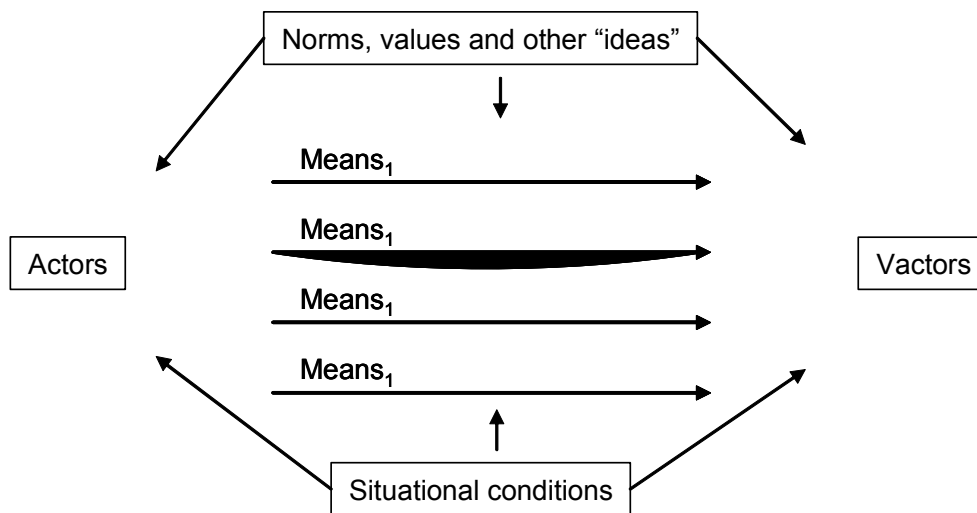 Norms, values and other “ideas”
Means₁
Means₁
Actors
Vactors
Means₁
Means₁
Situational conditions